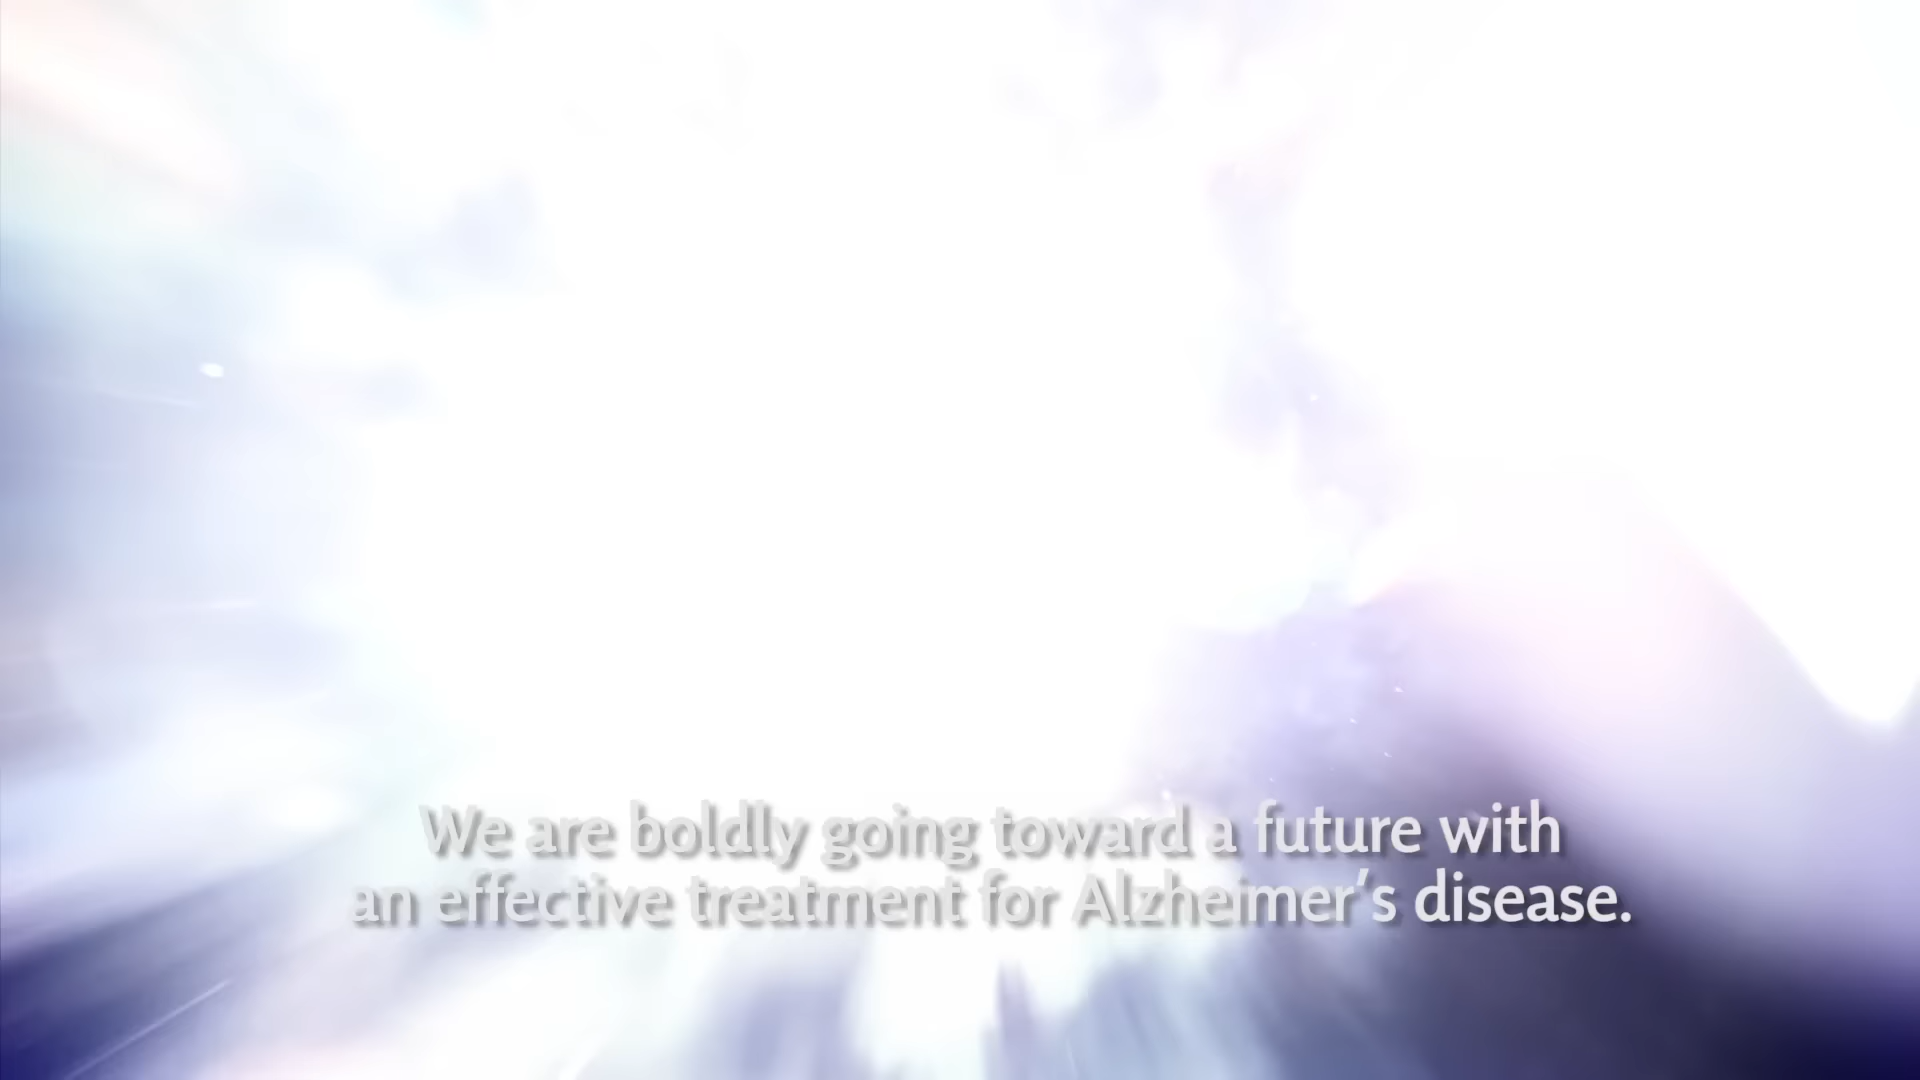 We are boldly going toward a future with
an effective treatment for Alzheimer's disease.